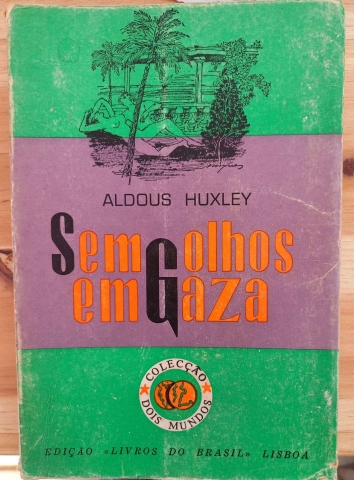 ALDOUS HUXLEY
Sem olhos
em Gaza
COLECÇÃO
DOIS MUNDOS
EDIÇÃO «LIVROS DO BRASIL» LISBOA